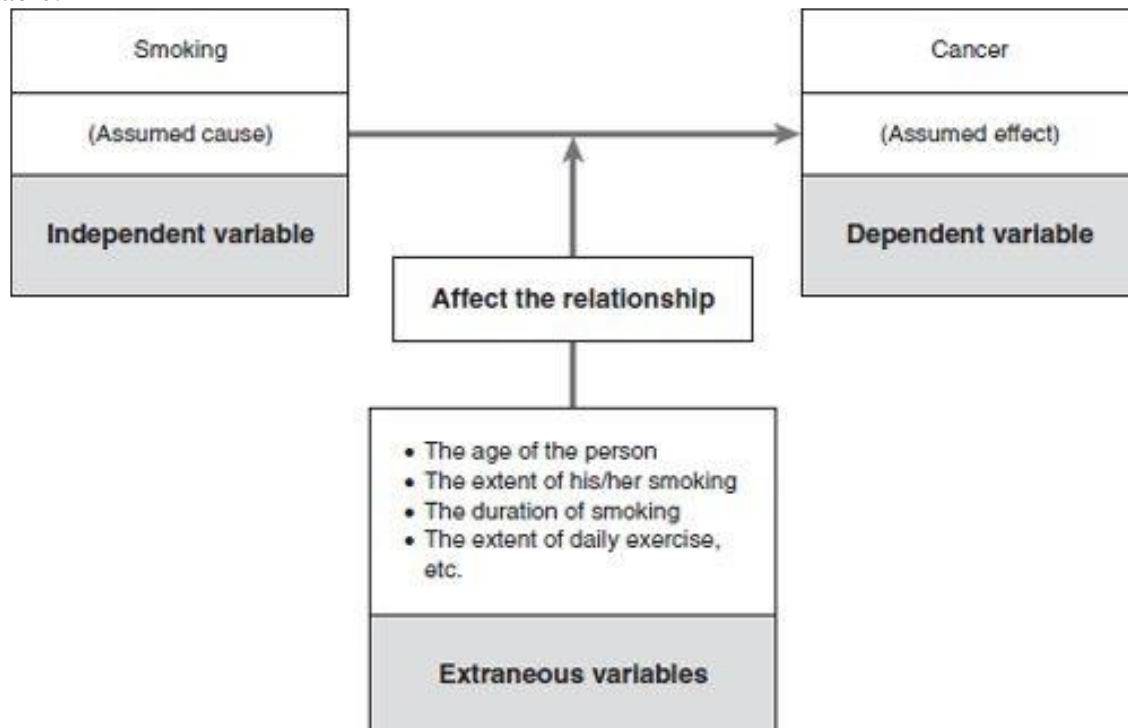 Smoking
(Assumed cause)
Independent variable
Cancer
(Assumed effect)
Dependent variable
Affect the relationship
• The age of the person
• The extent of his/her smoking
• The duration of smoking
• The extent of daily exercise,
etc.
Extraneous variables